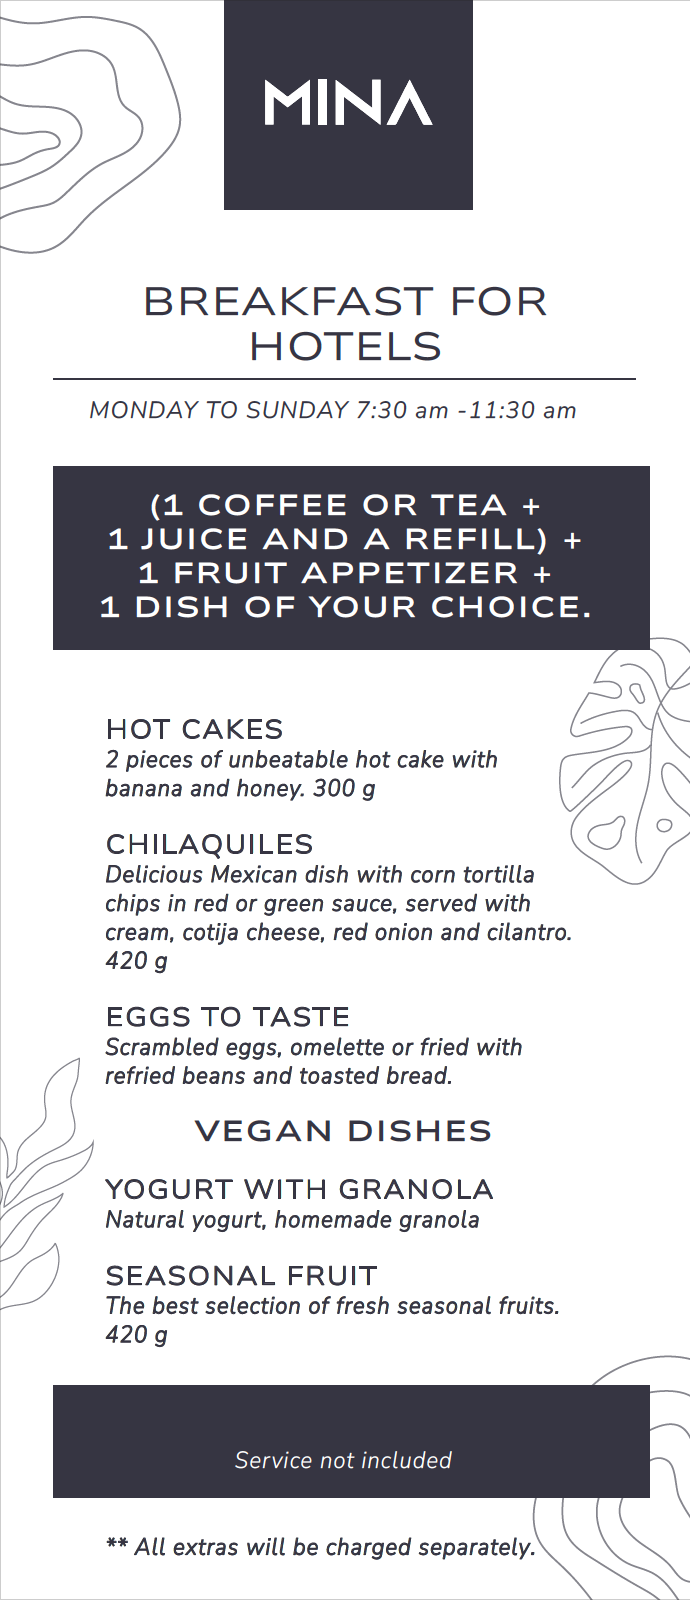 MINA
BREAKFAST FOR
HOTELS
MONDAY TO SUNDAY 7:30 am -11:30 am
(1 COFFEE OR TEA +
1 JUICE AND A REFILL) +
1 FRUIT APPETIZER +
1 DISH OF YOUR CHOICE.
HOT CAKES
2 pieces of unbeatable hot cake with
banana and honey. 300 g
CHILAQUILES
Delicious Mexican dish with corn tortilla
chips in red or green sauce, served with
cream, cotija cheese, red onion and cilantro.
420 g
EGGS TO TASTE
Scrambled eggs, omelette or fried with
refried beans and toasted bread.
VEGAN DISHES
YOGURT WITH GRANOLA
Natural yogurt, homemade granola
SEASONAL FRUIT
The best selection of fresh seasonal fruits.
420 g
Service not included
** All extras will be charged separately.